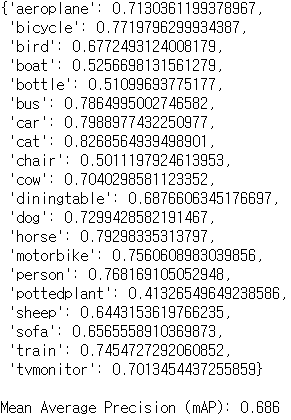 {'aeroplane': 0.7130361199378967,
'bicycle': 0.7719796299934387,
'bird': 0.6772493124008179,
'boat': 0.5256698131561279,
'bottle': 0.51099693775177,
'bus': 0.7864995002746582,
'car': 0.7988977432250977,
'cat': 0.8268564939498901,
'chair': 0.5011197924613953,
'cow': 0.7040298581123352,
'diningtable': 0.6876606345176697,
'dog': 0.7299428582191467,
'horse': 0.79298335313797,
'motorbike': 0.7560608983039856,
'person': 0.768169105052948,
'pottedplant': 0.41326549649238586,
'sheep': 0.6443153619766235,
'sofa': 0.6565558910369873,
'train': 0.7454727292060852,
'tvmonitor': 0.7013454437255859}
Mean Average Precision (mAP): 0.686